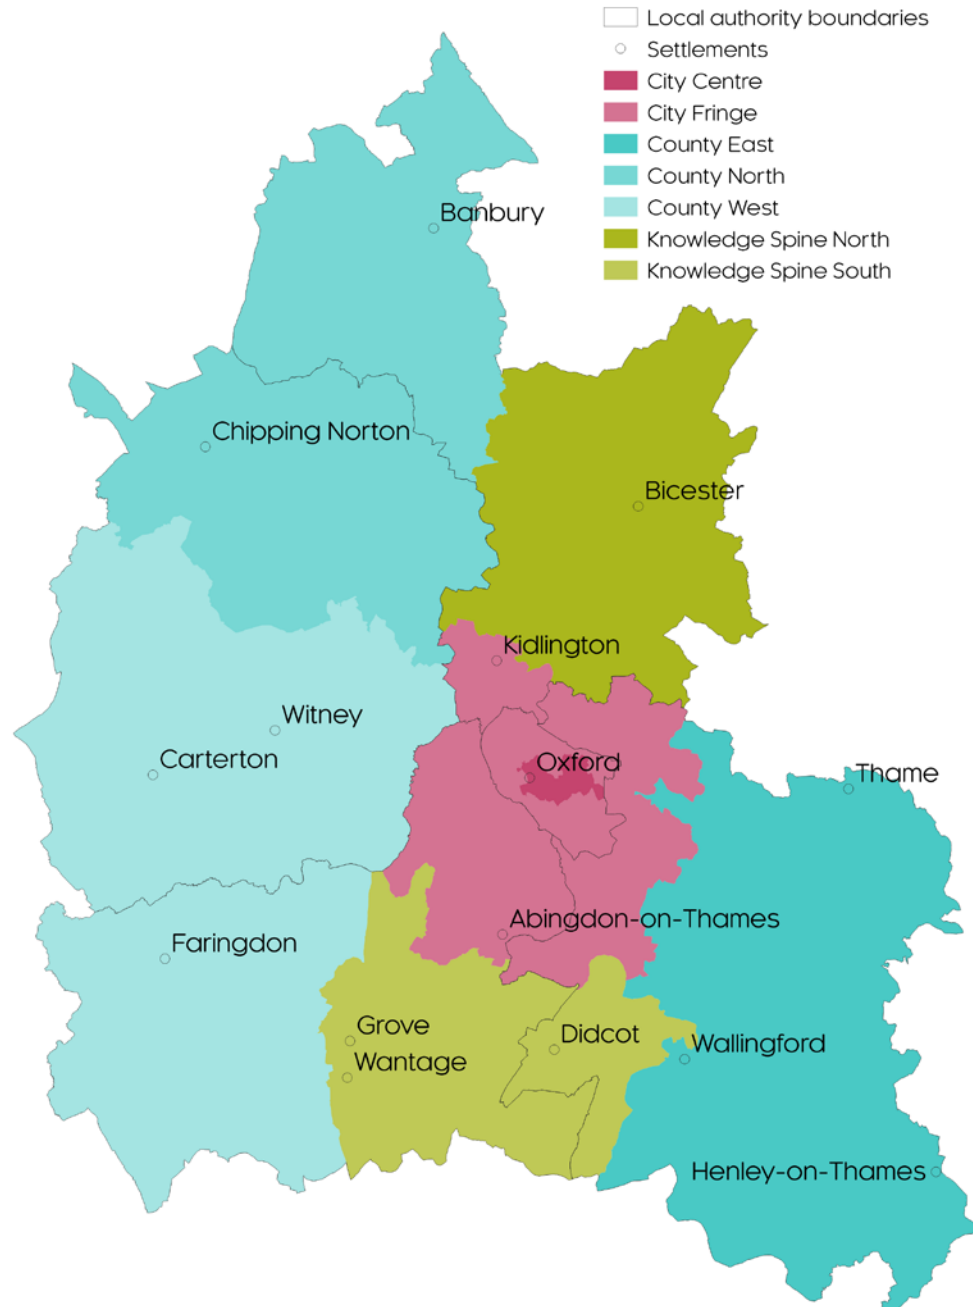 Local authority boundaries
Settlements
City Centre
City Fringe
County East
County North
County West
Knowledge Spine North
Knowledge Spine South
Banbury
Chipping Norton
Bicester
Kidlington
Witney
Carterton
Oxford
Thame
Abingdon-on-Thames
Faringdon
Grove
Didcot
Wallingford
Wantage
Henley-on-Thames